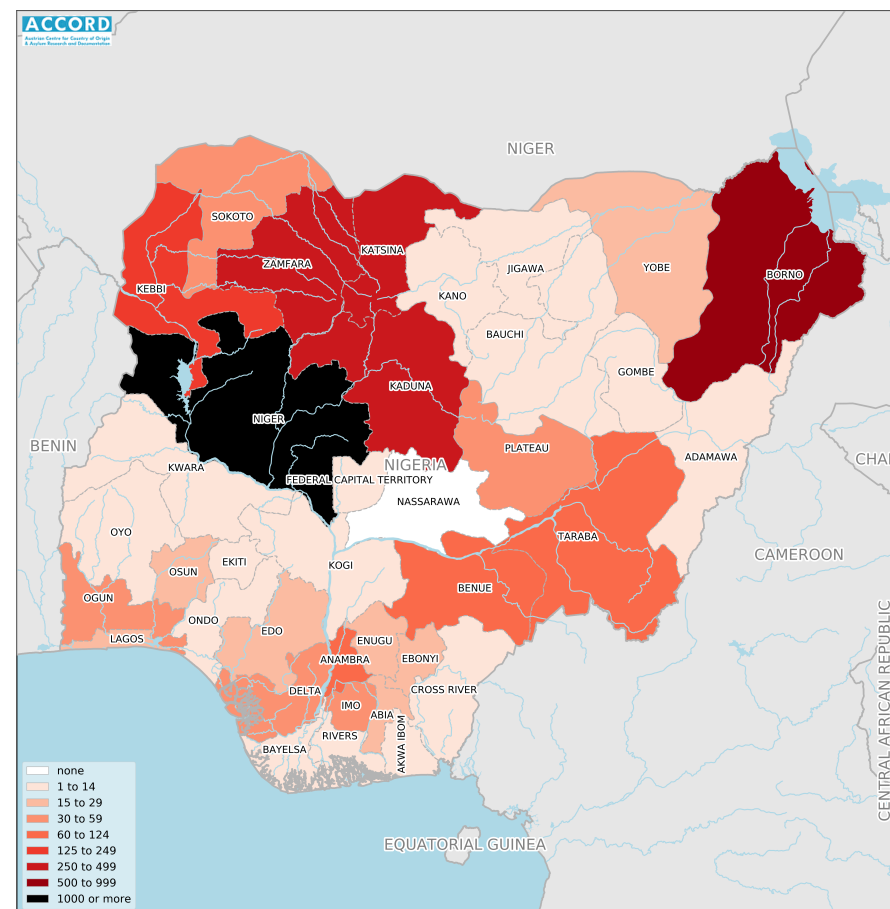 ACCORD
Austrian Centre for Country of Origin
& Asylum Research and Documentation
NIGER
SOKOTO
KATSINA
ZAMFARA
JIGAWA
YOBE
BORNO
KEBBI
KANO
BAUCHI
GOMBE
KADUNA
NIGER
BENIN
PLATEAU
ADAMAWA
CHA
KWARA
NIGERIA
FEDERAL CAPITAL TERRITORY
NASSARAWA
OYO
TARABA
CAMEROON
EKITI
KOGI
OSUN
BENUE
OGUN
ONDO
EDO
LAGOS
ENUGU
ANAMBRA
EBONYI
DELTA
CROSS RIVER
IMO
ABIA
RIVERS
AKWA IBOM
BAYELSA
CENTRAL AFRICAN REPUBLIC
EQUATORIAL GUINEA
none
1 to 14
15 to 29
30 to 59
60 to 124
125 to 249
250 to 499
500 to 999
1000 or more